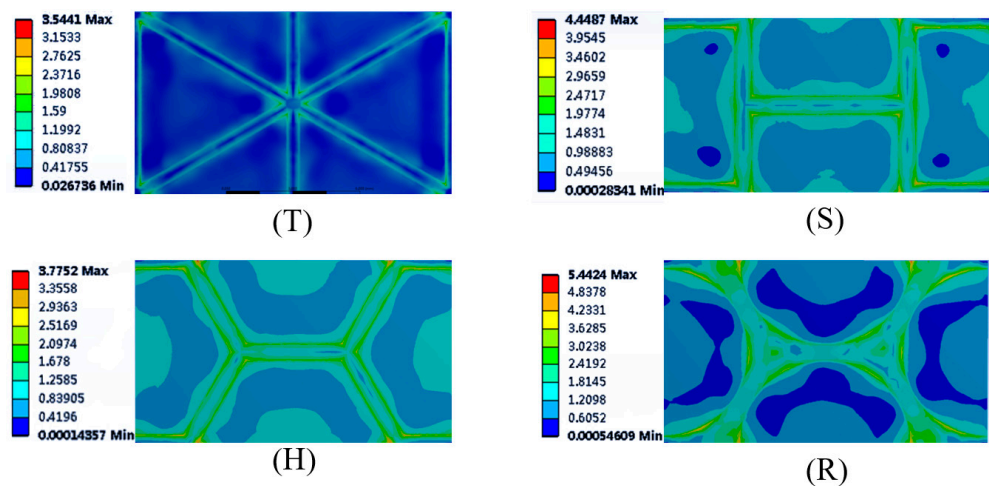 3.5441 Max
3.1533
2.7625
2.3716
1.9808
1.59
1.1992
0.80837
0.41755
0.026736 Min
(T)
4.4487 Max
3.9545
3.4602
2.9659
2.4717
1.9774
1.4831
0.98883
0.49456
0.00028341 Min
(S)
3.7752 Max
3.3558
2.9363
2.5169
2.0974
1.678
1.2585
0.83905
0.4196
0.00014357 Min
(H)
5.4424 Max
4.8378
4.2331
3.6285
3.0238
2.4192
1.8145
1.2098
0.6052
0.00054609 Min
(R)